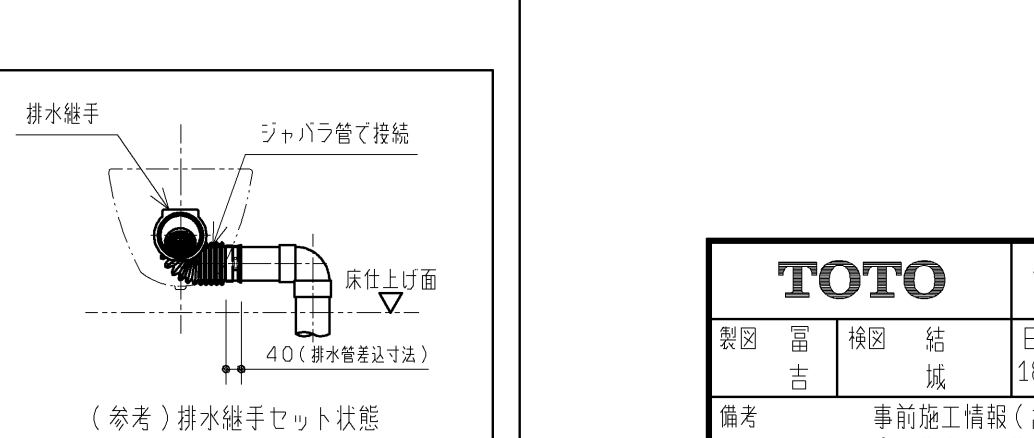 排水継手
ジャバラ管で接続
床仕上げ面
40(排水管差込寸法)
(参考)排水継手セット状態
TOTO
製図 冨吉 検図 結城
18
備考 事前施工情報(